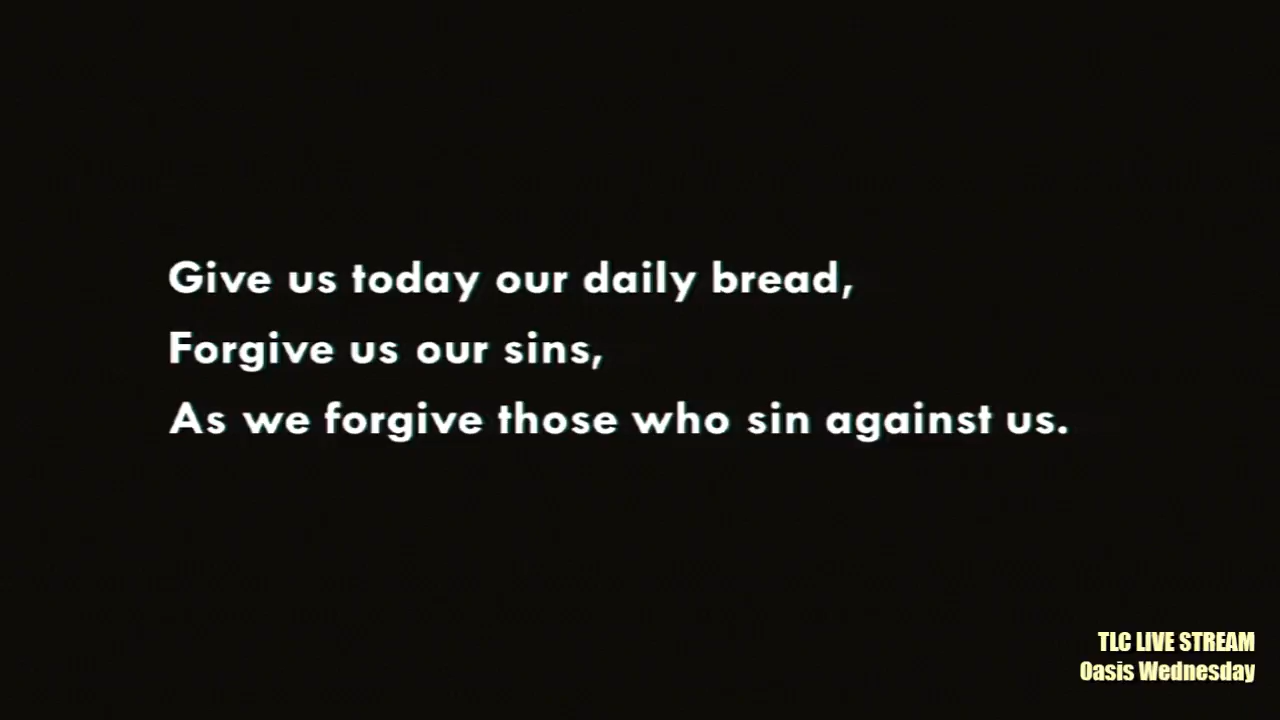 Give us today our daily bread,
Forgive us our sins,
As we forgive those who sin against us.
TLC LIVE STREAM
Oasis Wednesday